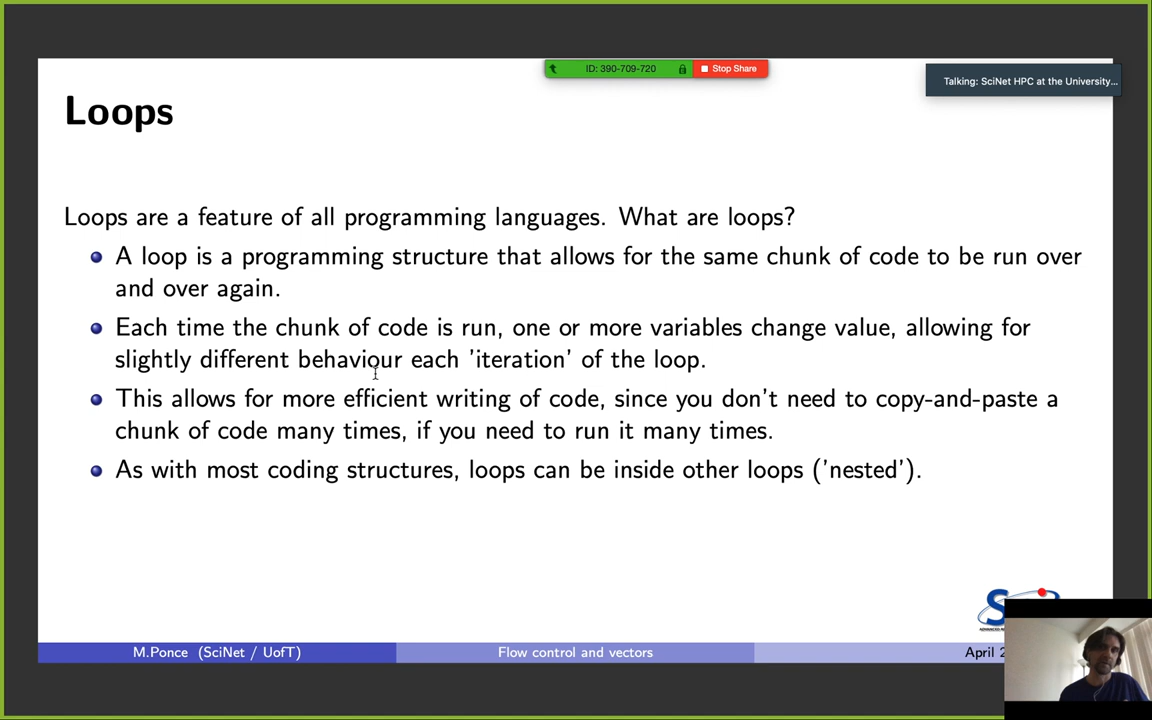 ID: 390-709-720
Stop Share
Talking: SciNet HPC at the University...
Loops
Loops are a feature of all programming languages. What are loops?
A loop is a programming structure that allows for the same chunk of code to be run over
and over again.
Each time the chunk of code is run, one or more variables change value, allowing for
slightly different behaviour each 'iteration' of the loop.
This allows for more efficient writing of code, since you don't need to copy-and-paste a
chunk of code many times, if you need to run it many times.
As with most coding structures, loops can be inside other loops ('nested').
M.Ponce (SciNet / UofT)
Flow control and vectors
April 2